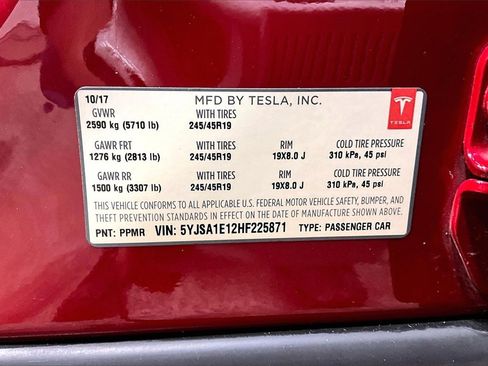 10/17 MFD BY TESLA, INC.
GVWR WITH TIRES
2590 kg (5710 lb) 245/45R19
TESLA
GAWR FRT WITH TIRES RIM COLD TIRE PRESSURE
1276 kg (2813 lb) 245/45R19 19X8.0 J 310 kPa, 45 psi
GAWR RR WITH TIRES RIM COLD TIRE PRESSURE
1500 kg (3307 lb) 245/45R19 19X8.0 J 310 kPa, 45 psi
THIS VEHICLE CONFORMS TO ALL APPLICABLE U.S. FEDERAL MOTOR VEHICLE SAFETY, BUMPER, AND
THEFT PREVENTION STANDARDS IN EFFECT ON THE DATE OF MANUFACTURE SHOWN ABOVE.
PNT: PPMR VIN: 5YJSA1E12HF225871 TYPE: PASSENGER CAR